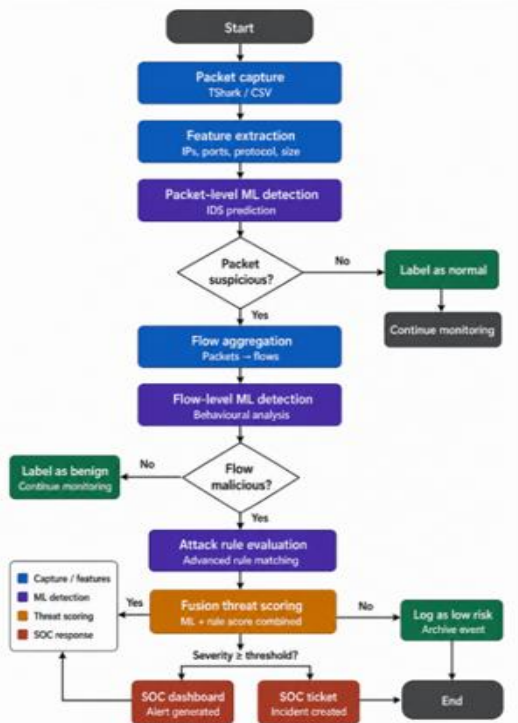 Start
Packet capture
TShark / CSV
Feature extraction
IPs, ports, protocol, size
Packet-level ML detection
IDS prediction
Packet
suspicious?
No
Label as normal
Continue monitoring
Yes
Flow aggregation
Packets → flows
Flow-level ML detection
Behavioural analysis
Flow
malicious?
No
Label as benign
Continue monitoring
Yes
Attack rule evaluation
Advanced rule matching
Capture / features
ML detection
Threat scoring
SOC response
Yes
Fusion threat scoring
ML + rule score combined
No
Log as low risk
Archive event
Severity ≥ threshold?
SOC dashboard
Alert generated
SOC ticket
Incident created
End